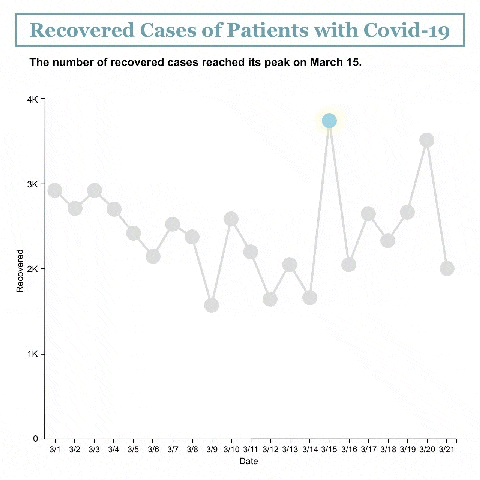 Recovered Cases of Patients with Covid-19
The number of recovered cases reached its peak on March 15.
4K
3K
2K
1K
0
Recovered
3/1 3/2 3/3 3/4 3/5 3/6 3/7 3/8 3/9 3/10 3/11 3/12 3/13 3/14 3/15 3/16 3/17 3/18 3/19 3/20 3/21
Date